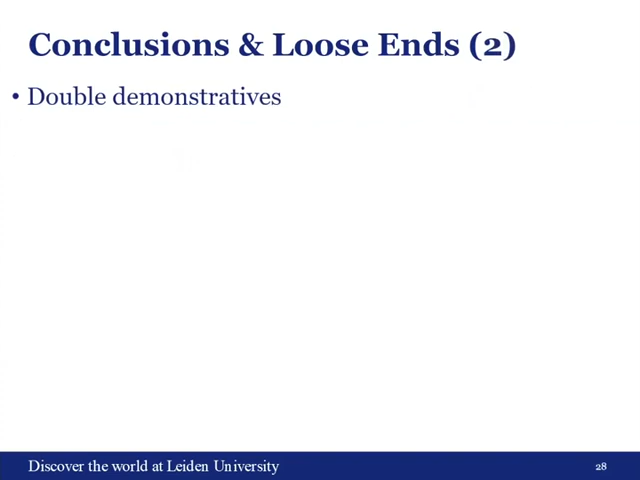 Conclusions & Loose Ends (2)
• Double demonstratives
Discover the world at Leiden University
28